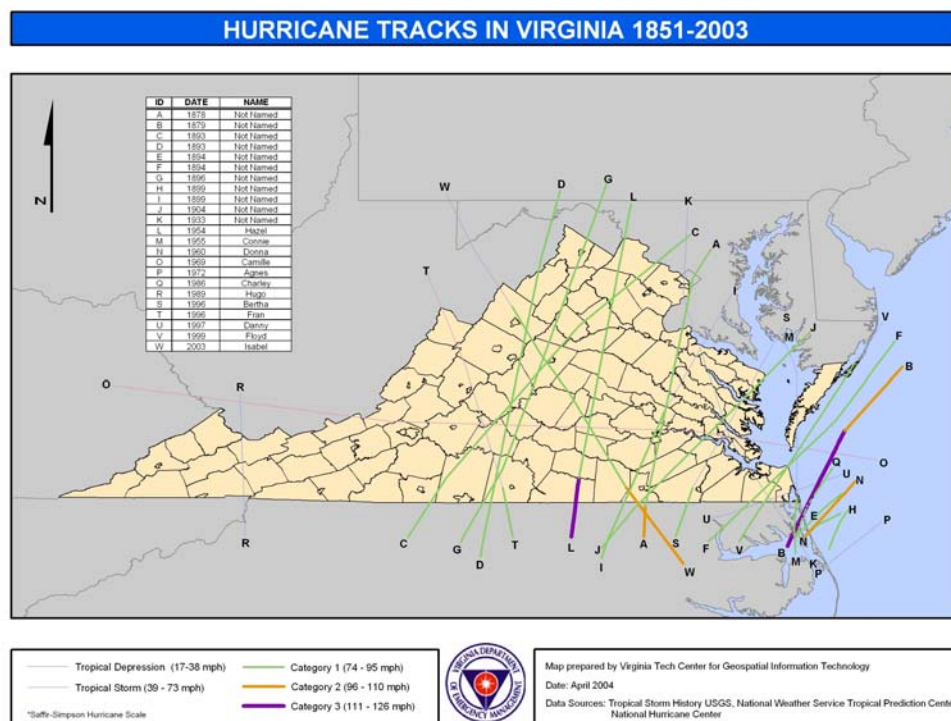 HURRICANE TRACKS IN VIRGINIA 1851-2003
ID DATE NAME
A 1878 Not Named
B 1879 Not Named
C 1893 Not Named
D 1893 Not Named
E 1894 Not Named
F 1894 Not Named
G 1896 Not Named
H 1899 Not Named
I 1899 Not Named
J 1904 Not Named
K 1933 Not Named
L 1954 Hazel
M 1955 Connie
N 1960 Donna
O 1969 Camille
P 1972 Agnes
Q 1986 Charley
R 1989 Hugo
S 1996 Bertha
T 1996 Fran
U 1997 Danny
V 1999 Floyd
W 2003 Isabel
N
W D G L K
C A
T
I
S V
M J F
B
O R
O
Q U
N
U E H P
R C G T L J A S F V B N
D I W M K P
Tropical Depression (17-38 mph)
Tropical Storm (39 - 73 mph)
*Saffir-Simpson Hurricane Scale
Category 1 (74 - 95 mph)
Category 2 (96 - 110 mph)
Category 3 (111 - 126 mph)
VIRGINIA DEPARTMENT
OF EMERGENCY MANAGEMENT
Map prepared by Virginia Tech Center for Geospatial Information Technology
Date: April 2004
Data Sources: Tropical Storm History USGS, National Weather Service Tropical Prediction Cen
National Hurricane Center